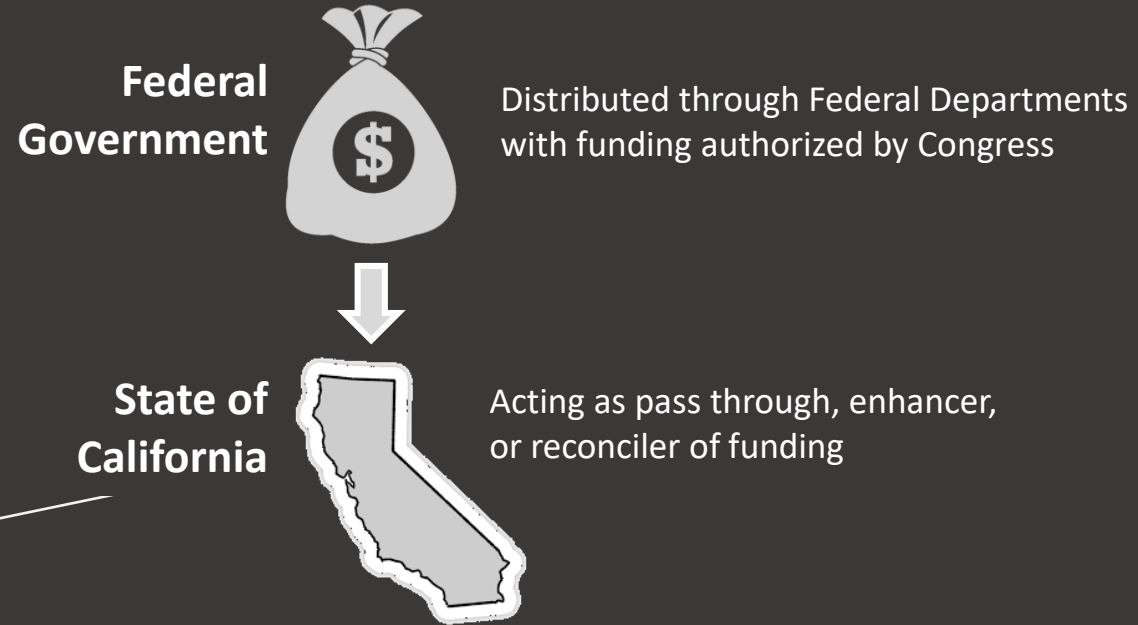 Federal
Government
$
Distributed through Federal Departments
with funding authorized by Congress
State of
California
Acting as pass through, enhancer,
or reconciler of funding